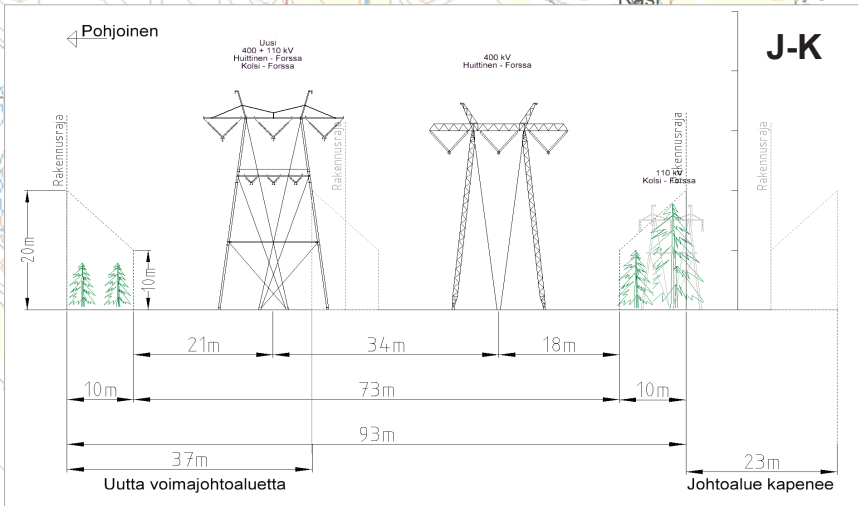 Pohjoinen
J-K
Uusi
400 + 110 kV
Huittinen - Forssa
Kolsi - Forssa
400 kV
Huittinen - Forssa
110 kV
Kolsi - Forssa
Rakennusraja
Rakennusraja
Rakennusraja
Rakennusraja
20m
10m
21m
34m
18m
10m
73m
10m
93m
37m
23m
Uutta voimajohtoaluetta
Johtoalue kapenee